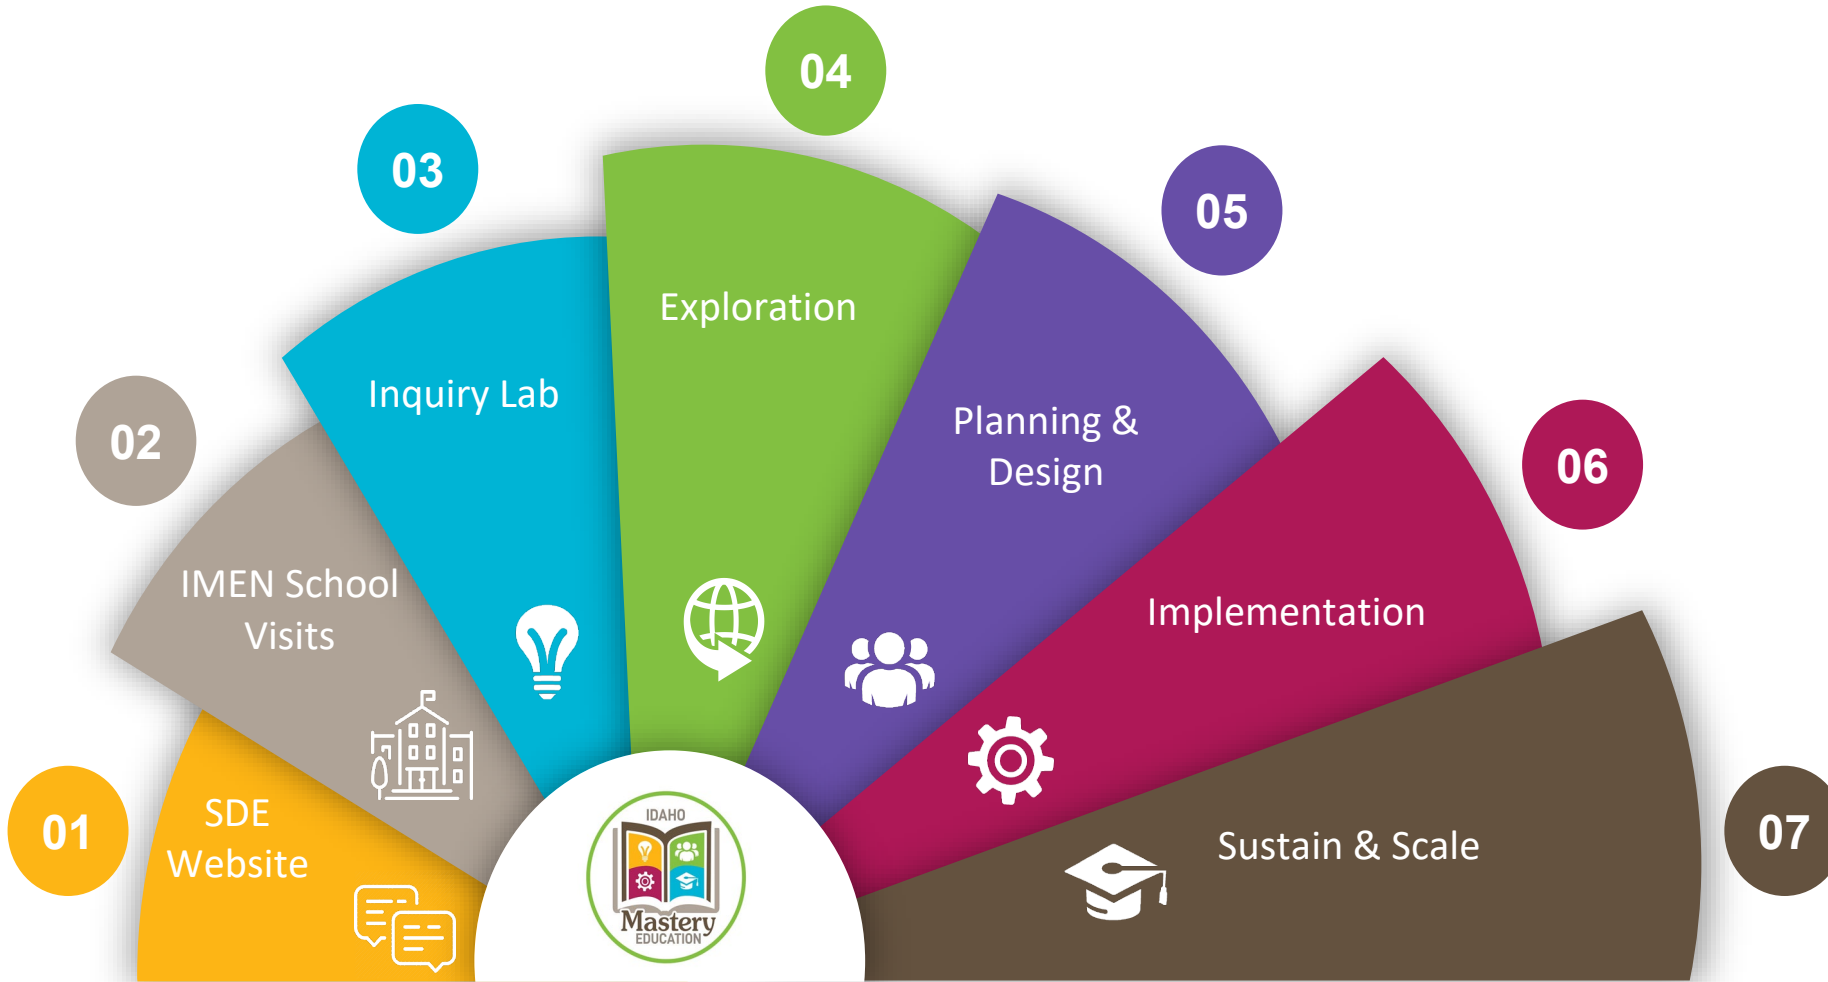 01
SDE
Website
02
IMEN School
Visits
03
Inquiry Lab
04
Exploration
05
Planning &
Design
06
Implementation
07
Sustain & Scale
IDAHO
Mastery
EDUCATION